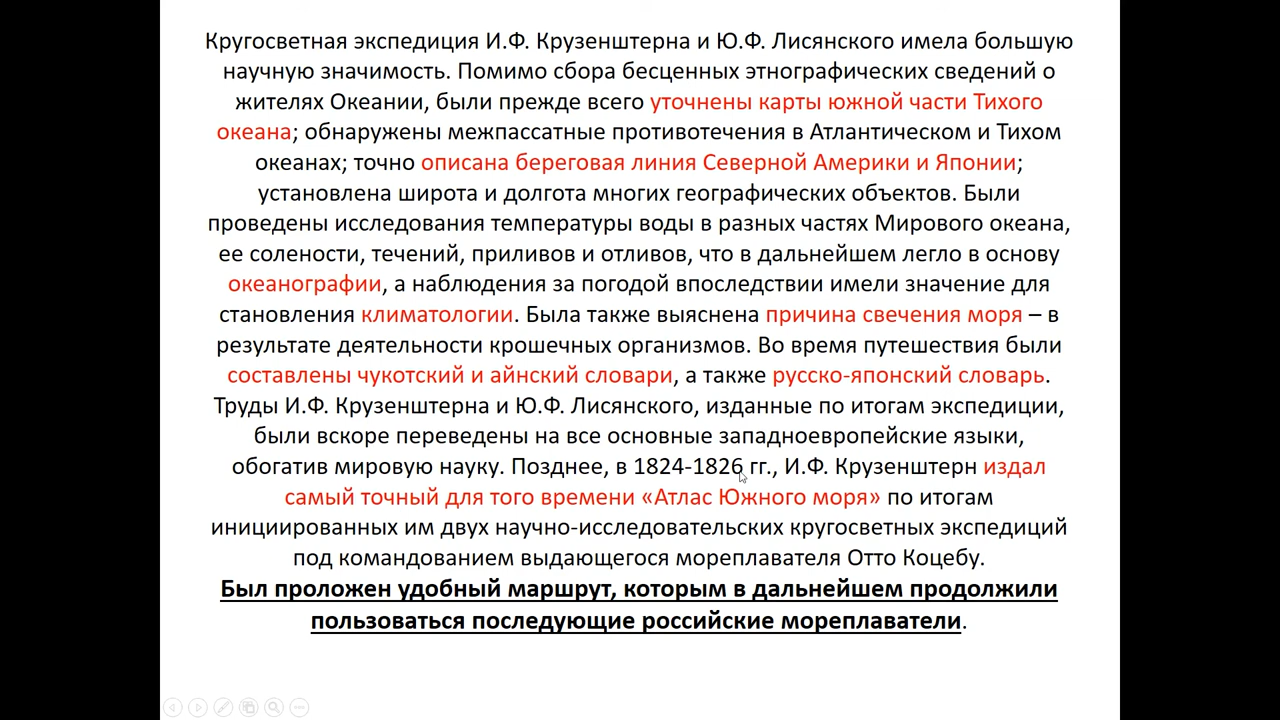 Кругосветная экспедиция И.Ф. Крузенштерна и Ю.Ф. Лисянского имела большую
научную значимость. Помимо сбора бесценных этнографических сведений о
жителях Океании, были прежде всего уточнены карты южной части Тихого
океана; обнаружены межпассатные противотечения в Атлантическом и Тихом
океанах; точно описана береговая линия Северной Америки и Японии;
установлена широта и долгота многих географических объектов. Были
проведены исследования температуры воды в разных частях Мирового океана,
ее солености, течений, приливов и отливов, что в дальнейшем легло в основу
океанографии, а наблюдения за погодой впоследствии имели значение для
становления климатологии. Была также выяснена причина свечения моря – в
результате деятельности крошечных организмов. Во время путешествия были
составлены чукотский и айнский словари, а также русско-японский словарь.
Труды И.Ф. Крузенштерна и Ю.Ф. Лисянского, изданные по итогам экспедиции,
были вскоре переведены на все основные западноевропейские языки,
обогатив мировую науку. Позднее, в 1824-1826 гг., И.Ф. Крузенштерн издал
самый точный для того времени «Атлас Южного моря» по итогам
инициированных им двух научно-исследовательских кругосветных экспедиций
под командованием выдающегося мореплавателя Отто Коцебу.
Был проложен удобный маршрут, которым в дальнейшем продолжили
пользоваться последующие российские мореплаватели.